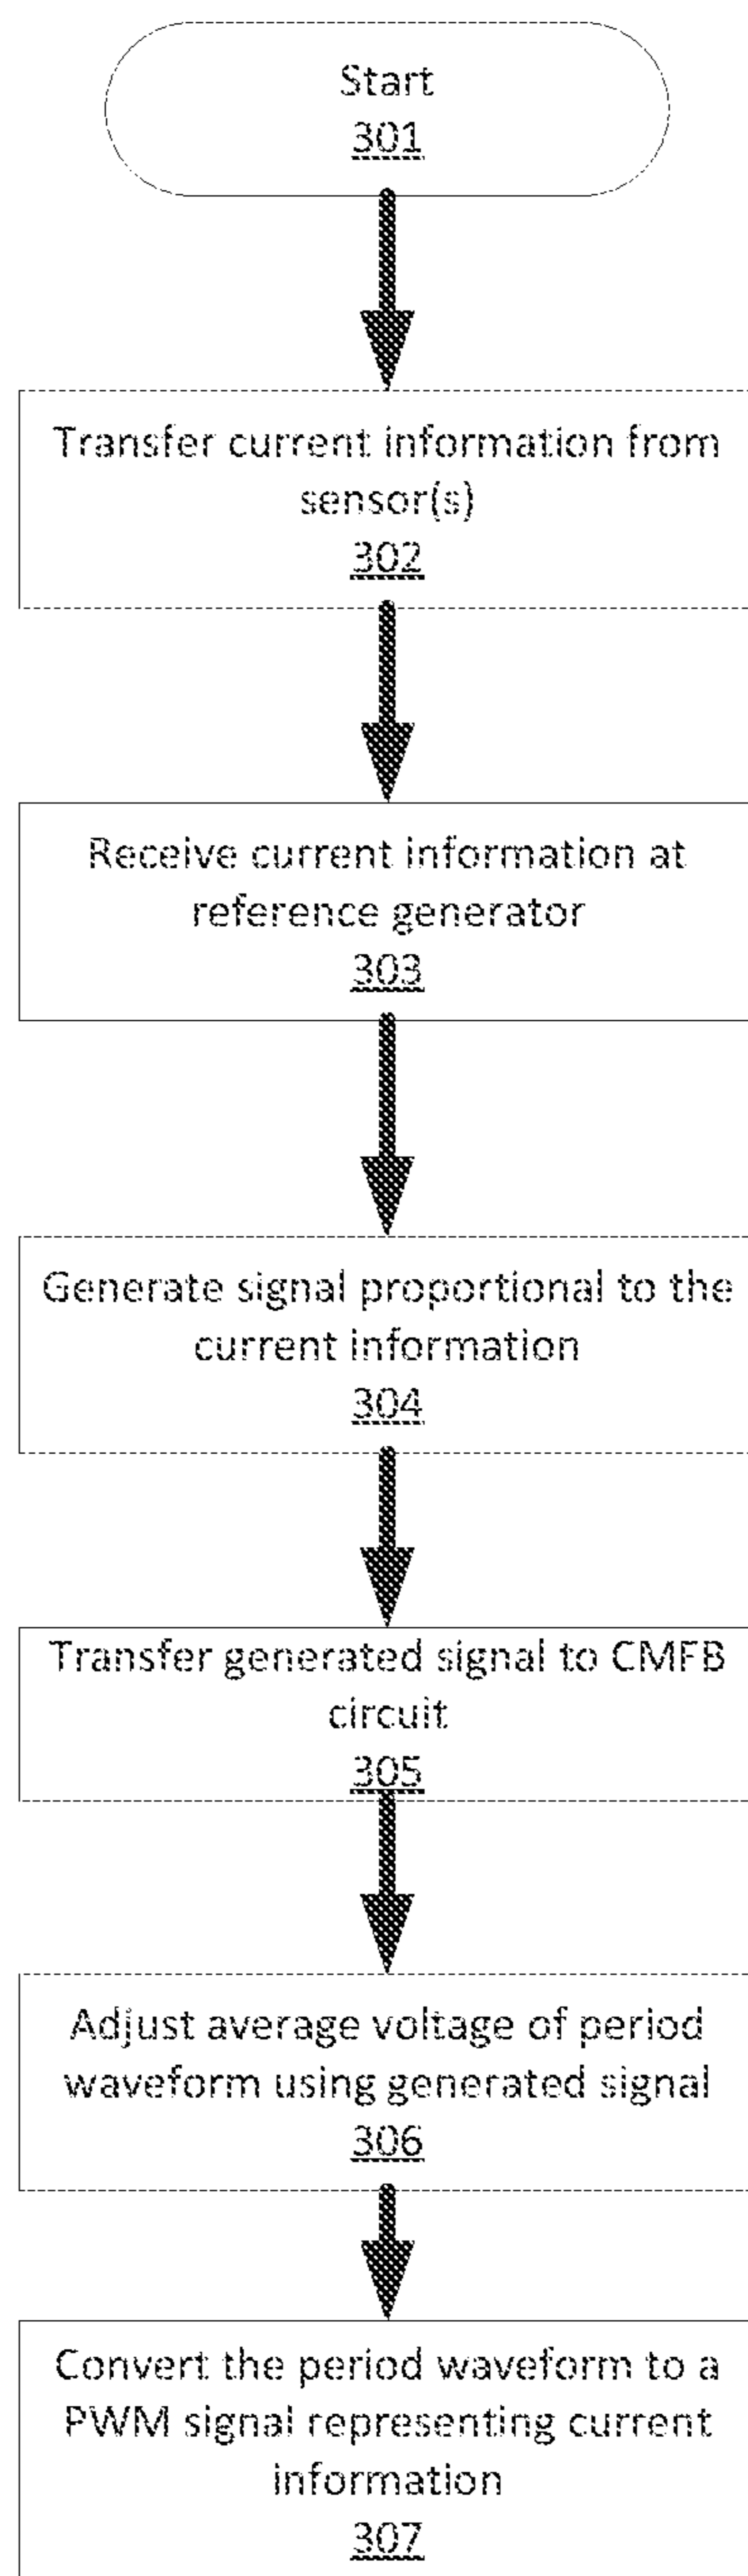 Start
301
Transfer current information from
sensor(s)
302
Receive current information at
reference generator
303
Generate signal proportional to the
current information
304
Transfer generated signal to CMFB
circuit
305
Adjust average voltage of period
waveform using generated signal
306
Convert the period waveform to a
PWM signal representing current
information
307